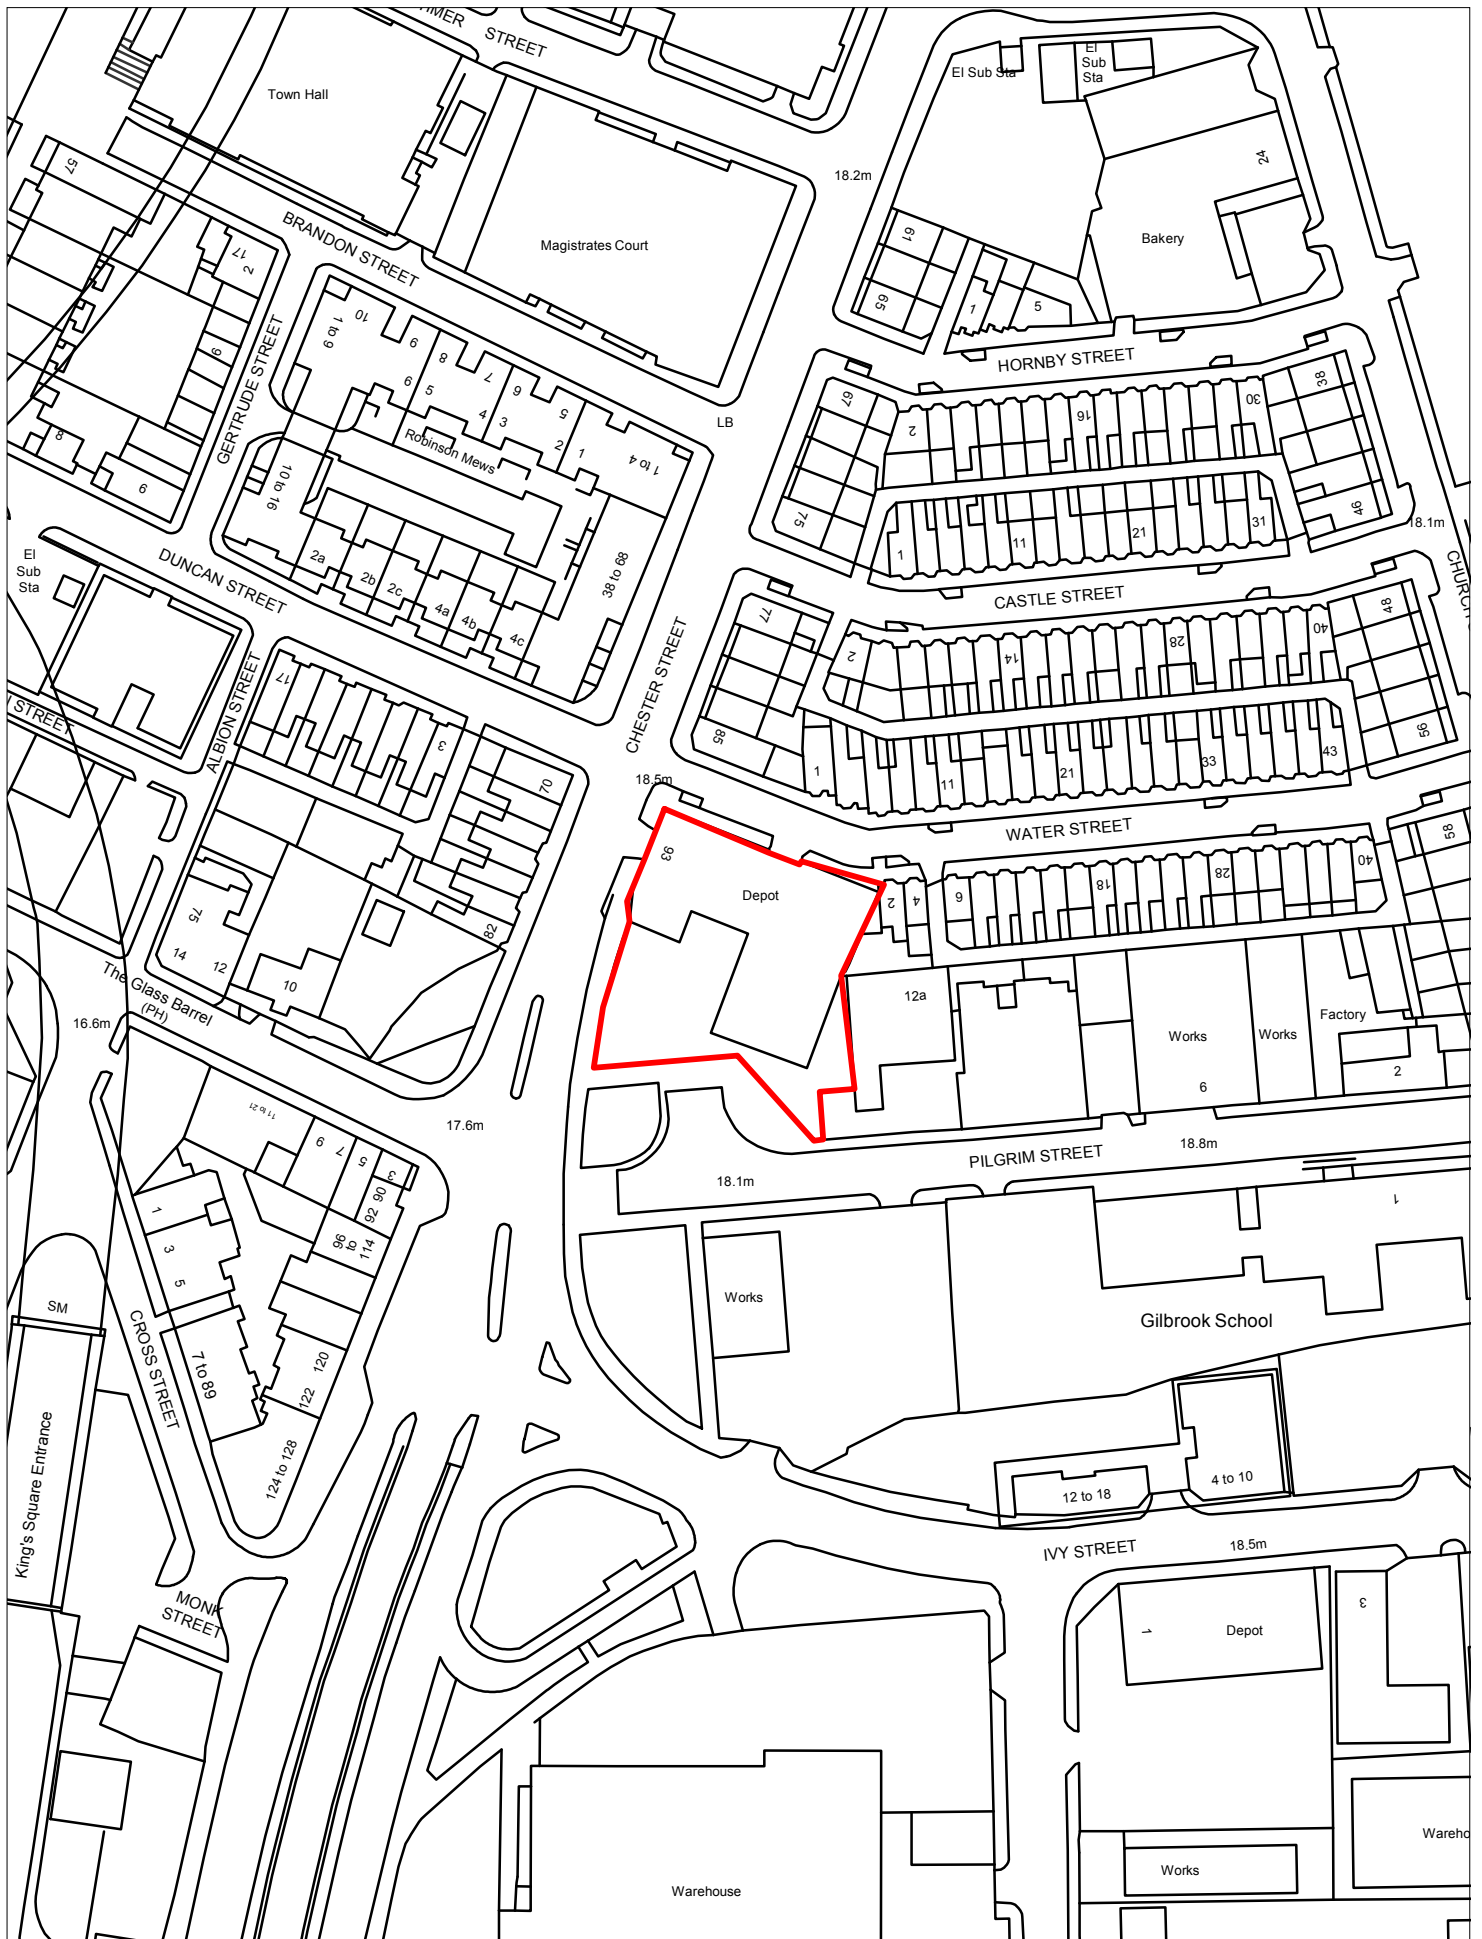 STREET
Town Hall
El Sub Sta
El
Sub
Sta
24
57
18.2m
BRANDON STREET
Magistrates Court
61
Bakery
17
2
65
1
5
10
1 to 9
9
8
7
6
5
HORNBY STREET
GERTRUDE STREET
6
5
4
3
2
1
67
2
16
30
38
9
LB
Robinson Mews
1 to 4
8
9
10 to 16
75
1
11
21
31
46
18.1m
El
Sub
Sta
DUNCAN STREET
2a
2b
2c
4a
4b
4c
38 to 68
CASTLE STREET
77
2
14
28
40
48
CHESTER STREET
ALBION STREET
17
3
STREET
85
1
11
21
33
43
56
70
18.5m
WATER STREET
58
93
Depot
2
4
6
18
28
40
75
82
14
12
10
The Glass Barrel
(PH)
16.6m
12a
Works
Works
Factory
6
2
11 to 21
9
7
5
3
17.6m
PILGRIM STREET
18.8m
18.1m
1
90
92
96
to
114
1
3
5
Works
Gilbrook School
SM
CROSS STREET
7 to 89
120
122
124 to 128
King's Square Entrance
12 to 18
4 to 10
IVY STREET
18.5m
MONK
STREET
1
Depot
3
Works
Warehouse